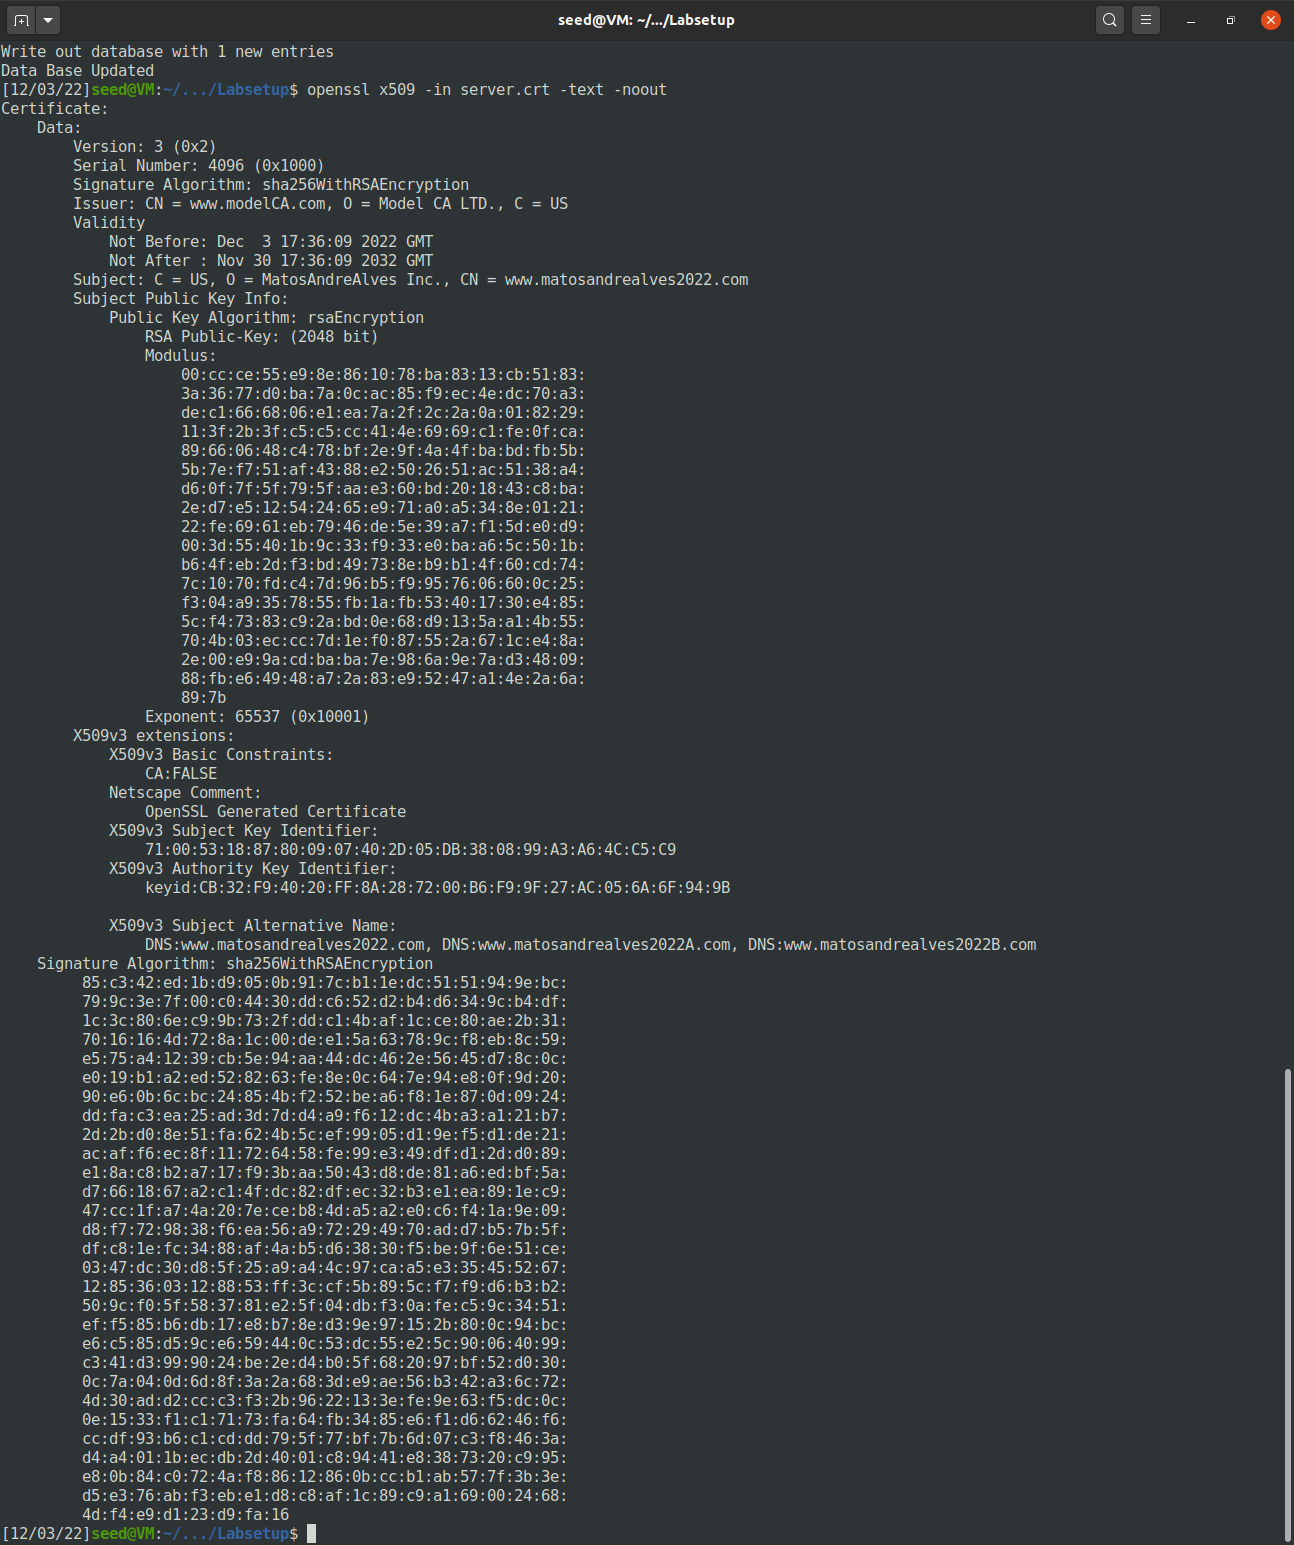 seed@VM: ~/.../Labsetup
Write out database with 1 new entries
Data Base Updated
[12/03/22]seed@VM:~/.../Labsetup$ openssl x509 -in server.crt -text -noout
Certificate:
    Data:
        Version: 3 (0x2)
        Serial Number: 4096 (0x1000)
        Signature Algorithm: sha256WithRSAEncryption
        Issuer: CN = www.modelCA.com, O = Model CA LTD., C = US
        Validity
            Not Before: Dec  3 17:36:09 2022 GMT
            Not After : Nov 30 17:36:09 2032 GMT
        Subject: C = US, O = MatosAndreAlves Inc., CN = www.matosandrealves2022.com
        Subject Public Key Info:
            Public Key Algorithm: rsaEncryption
                RSA Public-Key: (2048 bit)
                Modulus:
                    00:cc:ce:55:e9:8e:86:10:78:ba:83:13:cb:51:83:
                    3a:36:77:d0:ba:7a:0c:ac:85:f9:ec:4e:dc:70:a3:
                    de:c1:66:68:06:e1:ea:7a:2f:2c:2a:0a:01:82:29:
                    11:3f:2b:3f:c5:c5:cc:41:4e:69:69:c1:fe:0f:ca:
                    89:66:06:48:c4:78:bf:2e:9f:4a:4f:ba:bd:fb:5b:
                    5b:7e:f7:51:af:43:88:e2:50:26:51:ac:51:38:a4:
                    d6:0f:7f:5f:79:5f:aa:e3:60:bd:20:18:43:c8:ba:
                    2e:d7:e5:12:54:24:65:e9:71:a0:a5:34:8e:01:21:
                    22:fe:69:61:eb:79:46:de:5e:39:a7:f1:5d:e0:d9:
                    00:3d:55:40:1b:9c:33:f9:33:e0:ba:a6:5c:50:1b:
                    b6:4f:eb:2d:f3:bd:49:73:8e:b9:b1:4f:60:cd:74:
                    7c:10:70:fd:c4:7d:96:b5:f9:95:76:06:60:0c:25:
                    f3:04:a9:35:78:55:fb:1a:fb:53:40:17:30:e4:85:
                    5c:f4:73:83:c9:2a:bd:0e:68:d9:13:5a:a1:4b:55:
                    70:4b:03:ec:cc:7d:1e:f0:87:55:2a:67:1c:e4:8a:
                    2e:00:e9:9a:cd:ba:ba:7e:98:6a:9e:7a:d3:48:09:
                    88:fb:e6:49:48:a7:2a:83:e9:52:47:a1:4e:2a:6a:
                    89:7b
                Exponent: 65537 (0x10001)
        X509v3 extensions:
            X509v3 Basic Constraints:
                CA:FALSE
            Netscape Comment:
                OpenSSL Generated Certificate
            X509v3 Subject Key Identifier:
                71:00:53:18:87:80:09:07:40:2D:05:DB:38:08:99:A3:A6:4C:C5:C9
            X509v3 Authority Key Identifier:
                keyid:CB:32:F9:40:20:FF:8A:28:72:00:B6:F9:9F:27:AC:05:6A:6F:94:9B
            X509v3 Subject Alternative Name:
                DNS:www.matosandrealves2022.com, DNS:www.matosandrealves2022A.com, DNS:www.matosandrealves2022B.com
    Signature Algorithm: sha256WithRSAEncryption
         85:c3:42:ed:1b:d9:05:0b:91:7c:b1:1e:dc:51:51:94:9e:bc:
         79:9c:3e:7f:00:c0:44:30:dd:c6:52:d2:b4:d6:34:9c:b4:df:
         1c:3c:80:6e:c9:9b:73:2f:dd:c1:4b:af:1c:ce:80:ae:2b:31:
         70:16:16:4d:72:8a:1c:00:de:e1:5a:63:78:9c:f8:eb:8c:59:
         e5:75:a4:12:39:cb:5e:94:aa:44:dc:46:2e:56:45:d7:8c:0c:
         e0:19:b1:a2:ed:52:82:63:fe:8e:0c:64:7e:94:e8:0f:9d:20:
         90:e6:0b:6c:bc:24:85:4b:f2:52:be:a6:f8:1e:87:0d:09:24:
         dd:fa:c3:ea:25:ad:3d:7d:d4:a9:f6:12:dc:4b:a3:a1:21:b7:
         2d:2b:d0:8e:51:fa:62:4b:5c:ef:99:05:d1:9e:f5:d1:de:21:
         ac:af:f6:ec:8f:11:72:64:58:fe:99:e3:49:df:d1:2d:d0:89:
         e1:8a:c8:b2:a7:17:f9:3b:aa:50:43:d8:de:81:a6:ed:bf:5a:
         d7:66:18:67:a2:c1:4f:dc:82:df:ec:32:b3:e1:ea:89:1e:c9:
         47:cc:1f:a7:4a:20:7e:ce:b8:4d:a5:a2:e0:c6:f4:1a:9e:09:
         d8:f7:72:98:38:f6:ea:56:a9:72:29:49:70:ad:d7:b5:7b:5f:
         df:c8:1e:fc:34:88:af:4a:b5:d6:38:30:f5:be:9f:6e:51:ce:
         03:47:dc:30:d8:5f:25:a9:a4:4c:97:ca:a5:e3:35:45:52:67:
         12:85:36:03:12:88:53:ff:3c:cf:5b:89:5c:f7:f9:d6:b3:b2:
         50:9c:f0:5f:58:37:81:e2:5f:04:db:f3:0a:fe:c5:9c:34:51:
         ef:f5:85:b6:db:17:e8:b7:8e:d3:9e:97:15:2b:80:0c:94:bc:
         e6:c5:85:d5:9c:e6:59:44:0c:53:dc:55:e2:5c:90:06:40:99:
         c3:41:d3:99:90:24:be:2e:d4:b0:5f:68:20:97:bf:52:d0:30:
         0c:7a:04:0d:6d:8f:3a:2a:68:3d:e9:ae:56:b3:42:a3:6c:72:
         4d:30:ad:d2:cc:c3:f3:2b:96:22:13:3e:fe:9e:63:f5:dc:0c:
         0e:15:33:f1:c1:71:73:fa:64:fb:34:85:e6:f1:d6:62:46:f6:
         cc:df:93:b6:c1:cd:dd:79:5f:77:bf:7b:6d:07:c3:f8:46:3a:
         d4:a4:01:1b:ec:db:2d:40:01:c8:94:41:e8:38:73:20:c9:95:
         e8:0b:84:c0:72:4a:f8:86:12:86:0b:cc:b1:ab:57:7f:3b:3e:
         d5:e3:76:ab:f3:eb:e1:d8:c8:af:1c:89:c9:a1:69:00:24:68:
         4d:f4:e9:d1:23:d9:fa:16
[12/03/22]seed@VM:~/.../Labsetup$